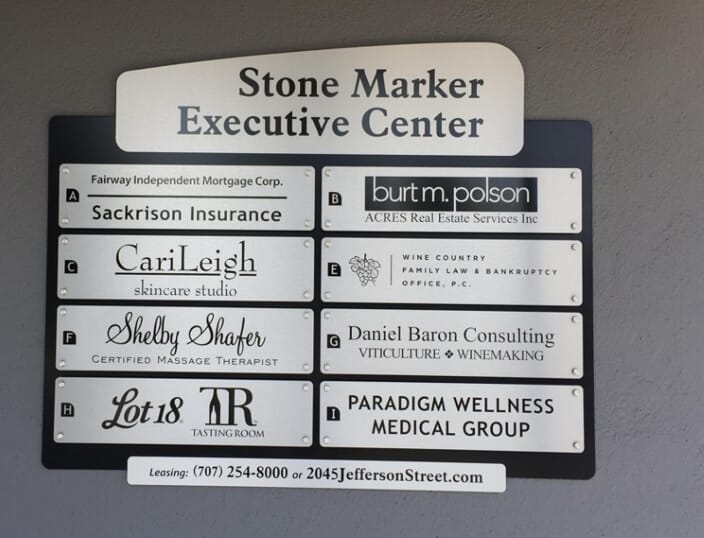 Stone Marker
Executive Center
A
Fairway Independent Mortgage Corp.
Sackrison Insurance
B
burt m. polson
ACRES Real Estate Services Inc
C
CariLeigh
skincare studio
E
WINE COUNTRY
FAMILY LAW & BANKRUPTCY
OFFICE, P.C.
F
Shelby Shafer
CERTIFIED MASSAGE THERAPIST
G
Daniel Baron Consulting
VITICULTURE ❖ WINEMAKING
H
Lot 18
TR
TASTING ROOM
I
PARADIGM WELLNESS
MEDICAL GROUP
Leasing: (707) 254-8000 or 2045JeffersonStreet.com